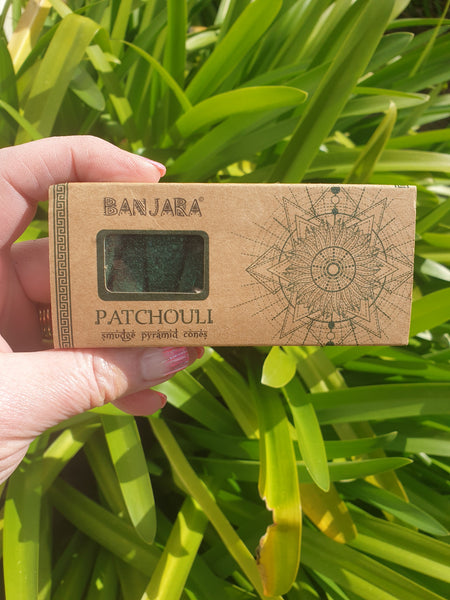 BANJARA®
PATCHOULI
smudge pyramid cones